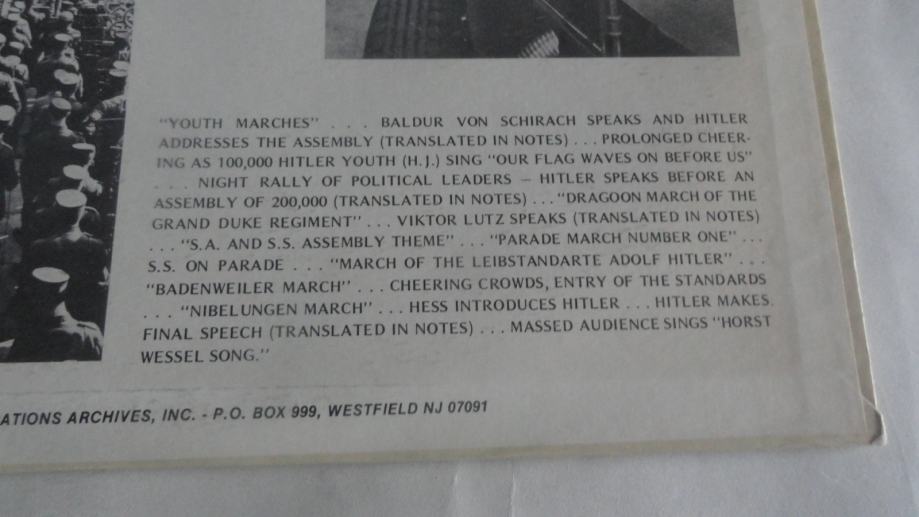 "YOUTH MARCHES" . . . BALDUR VON SCHIRACH SPEAKS AND HITLER
ADDRESSES THE ASSEMBLY (TRANSLATED IN NOTES) . . . PROLONGED CHEER-
ING AS 100,000 HITLER YOUTH (H.J.) SING "OUR FLAG WAVES ON BEFORE US"
. . . NIGHT RALLY OF POLITICAL LEADERS – HITLER SPEAKS BEFORE AN
ASSEMBLY OF 200,000 (TRANSLATED IN NOTES) . . . "DRAGOON MARCH OF THE
GRAND DUKE REGIMENT" . . . VIKTOR LUTZ SPEAKS (TRANSLATED IN NOTES)
. . . "S.A. AND S.S. ASSEMBLY THEME" . . . "PARADE MARCH NUMBER ONE" . . .
S.S. ON PARADE . . . "MARCH OF THE LEIBSTANDARTE ADOLF HITLER" . . .
"BADENWEILER MARCH" . . . CHEERING CROWDS, ENTRY OF THE STANDARDS
. . . "NIBELUNGEN MARCH" . . . HESS INTRODUCES HITLER . . . HITLER MAKES
FINAL SPEECH (TRANSLATED IN NOTES) . . . MASSED AUDIENCE SINGS "HORST
WESSEL SONG."
ATIONS ARCHIVES, INC. - P.O. BOX 999, WESTFIELD NJ 07091